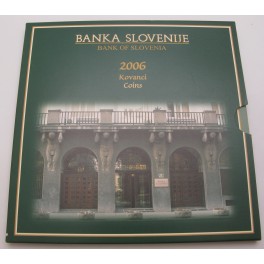 BANKA SLOVENIJE
BANK OF SLOVENIA
2006
Kovanci
Coins